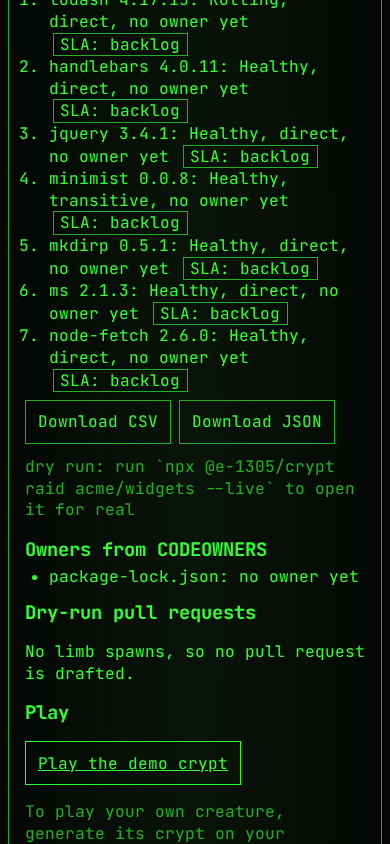 1. lodash 4.17.15: Rotting,
direct, no owner yet
SLA: backlog
2. handlebars 4.0.11: Healthy,
direct, no owner yet
SLA: backlog
3. jquery 3.4.1: Healthy, direct,
no owner yet SLA: backlog
4. minimist 0.0.8: Healthy,
transitive, no owner yet
SLA: backlog
5. mkdirp 0.5.1: Healthy, direct,
no owner yet SLA: backlog
6. ms 2.1.3: Healthy, direct, no
owner yet SLA: backlog
7. node-fetch 2.6.0: Healthy,
direct, no owner yet
SLA: backlog
Download CSV Download JSON
dry run: run `npx @e-1305/crypt
raid acme/widgets --live` to open
it for real
Owners from CODEOWNERS
• package-lock.json: no owner yet
Dry-run pull requests
No limb spawns, so no pull request
is drafted.
Play
Play the demo crypt
To play your own creature,
generate its crypt on your